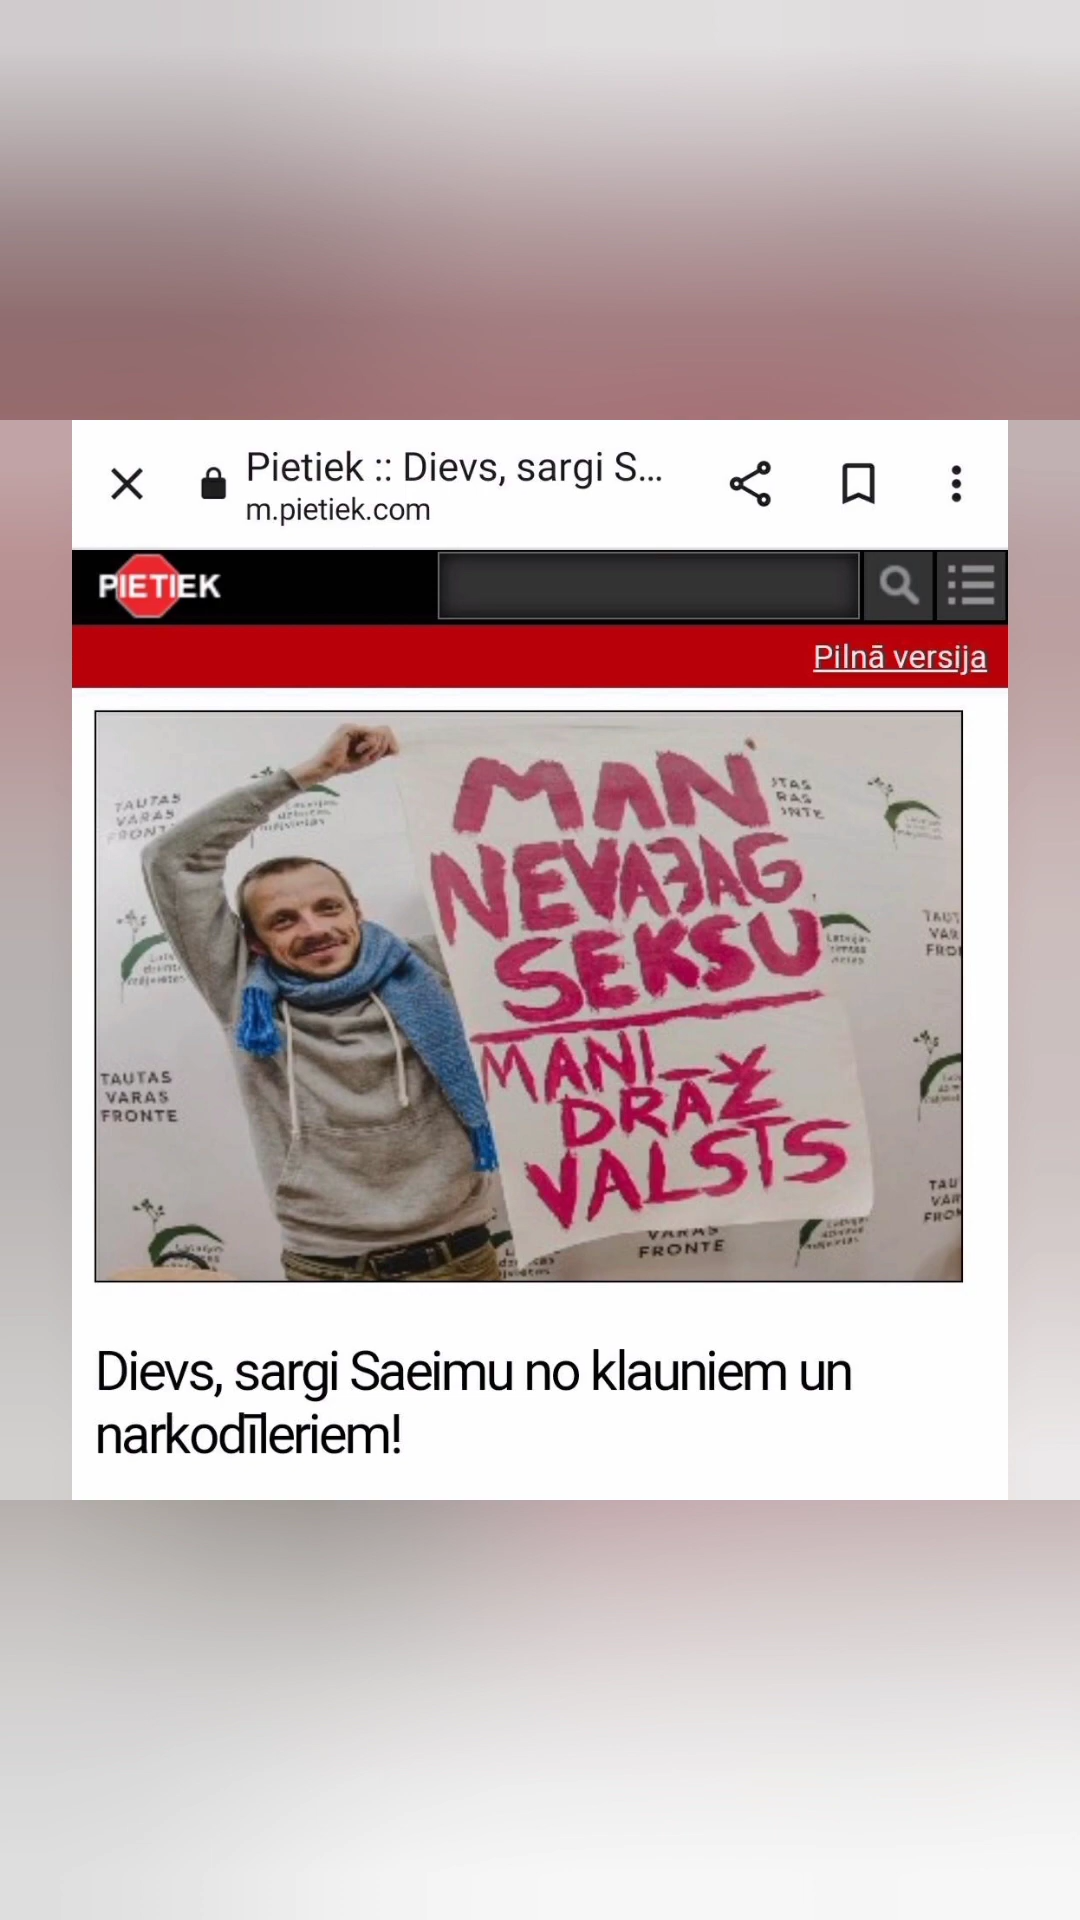 Pietiek :: Dievs, sargi S...
m.pietiek.com
PIETIEK
Pilnā versija
MAN
NEVAJAG
SEKSU
MANI
DRĀŽ
VALSTS
TAUTAS
VARAS
FRONTE
TAUTAS
VARAS
FRONTE
VARAS
FRONTE
Dievs, sargi Saeimu no klauniem un
narkodīleriem!